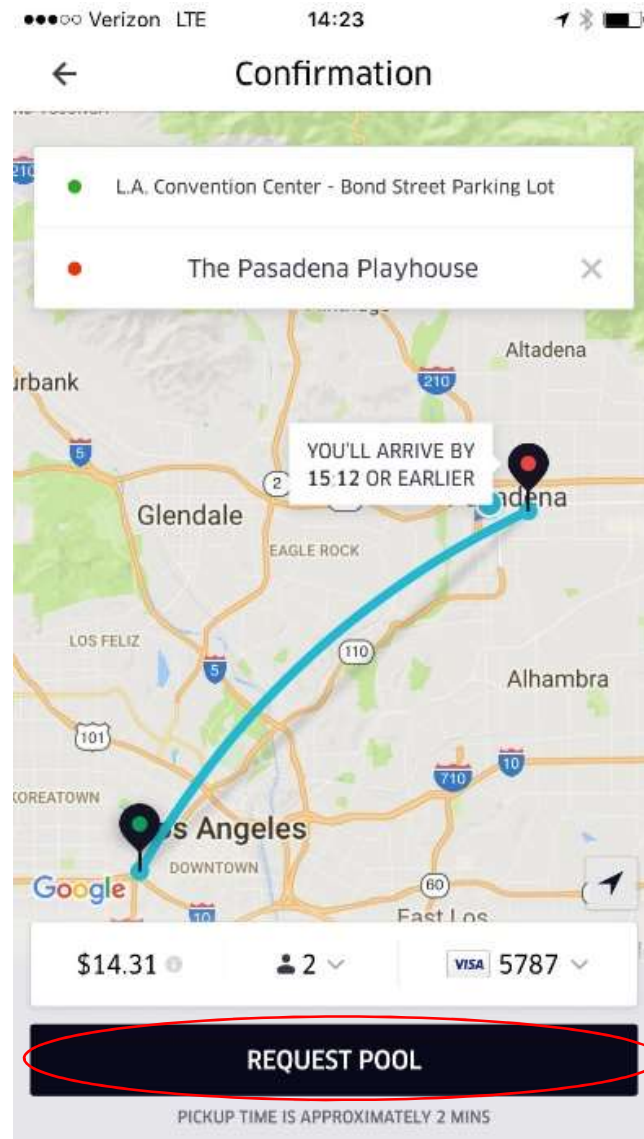 Verizon LTE 14:23
Confirmation
210
L.A. Convention Center - Bond Street Parking Lot
The Pasadena Playhouse
Altadena
210
urbank
5
YOU'LL ARRIVE BY
15:12 OR EARLIER
2
dena
Glendale
EAGLE ROCK
LOS FELIZ
110
5
Alhambra
101
10
710
KOREATOWN
os Angeles
DOWNTOWN
Google
60
10
East Los
$14.31 2 VISA 5787
REQUEST POOL
PICKUP TIME IS APPROXIMATELY 2 MINS